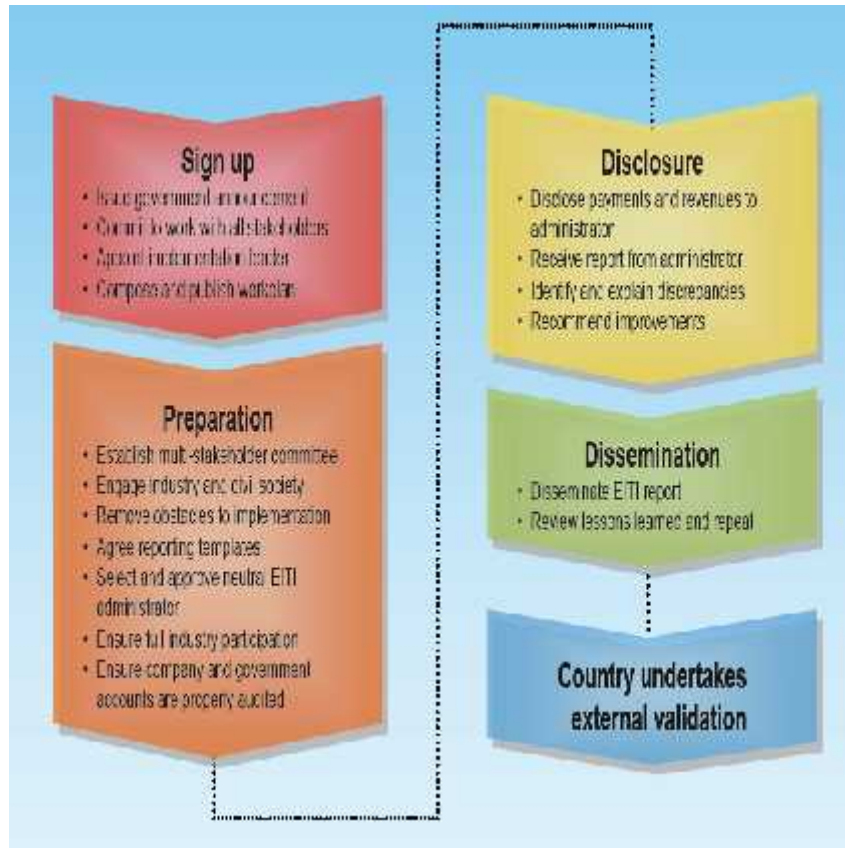 Sign up
• Issue government announcement
• Commit to work with all stakeholders
• Appoint implementation leader
• Compose and publish workplan
Preparation
• Establish multi-stakeholder committee
• Engage industry and civil society
• Remove obstacles to implementation
• Agree reporting templates
• Select and approve neutral EITI
administrator
• Ensure full industry participation
• Ensure company and government
accounts are properly audited
Disclosure
• Disclose payments and revenues to
administrator
• Receive report from administrator
• Identify and explain discrepancies
• Recommend improvements
Dissemination
• Disseminate EITI report
• Review lessons learned and repeat
Country undertakes
external validation